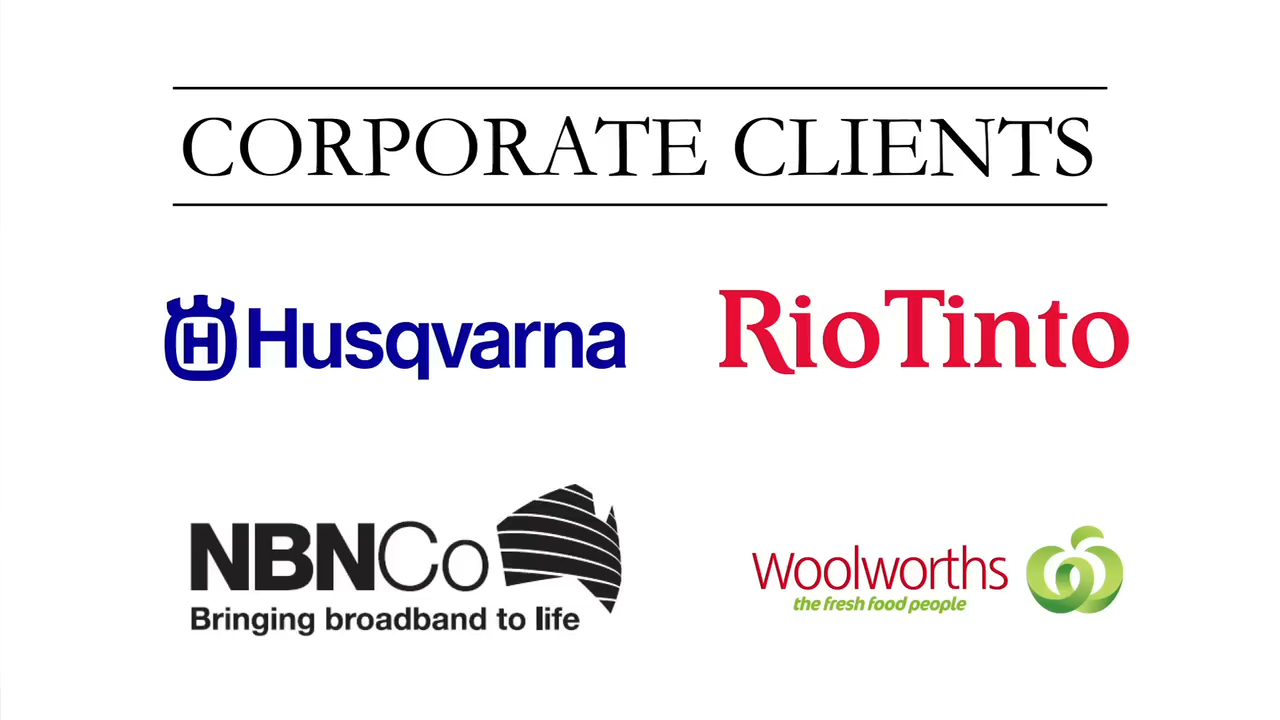 CORPORATE CLIENTS
H Husqvarna
RioTinto
NBNCo
Bringing broadband to life
woolworths
the fresh food people